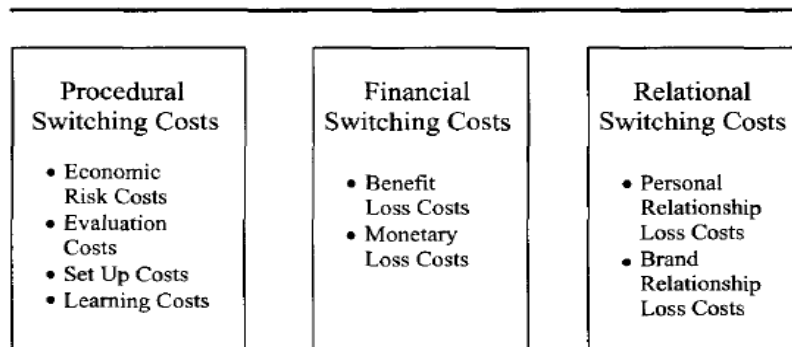 Procedural
Switching Costs
• Economic
Risk Costs
• Evaluation
Costs
• Set Up Costs
• Learning Costs
Financial
Switching Costs
• Benefit
Loss Costs
• Monetary
Loss Costs
Relational
Switching Costs
• Personal
Relationship
Loss Costs
• Brand
Relationship
Loss Costs